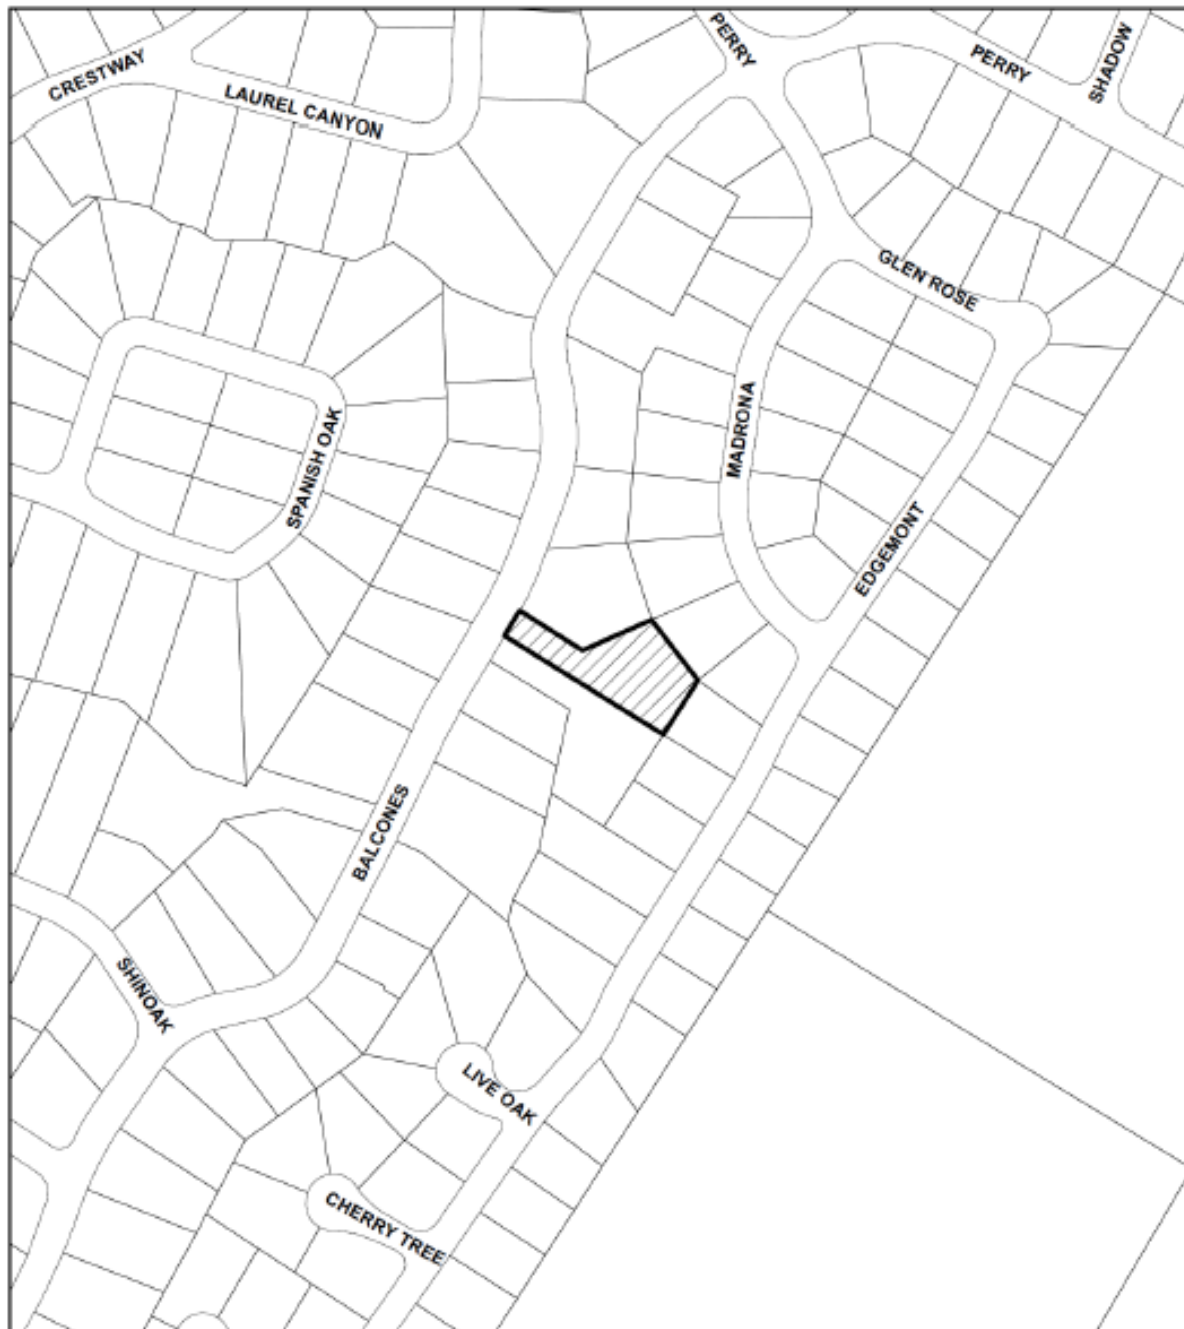 PERRY
SHADOW
PERRY
CRESTWAY
LAUREL CANYON
GLEN ROSE
MADRONA
SPANISH OAK
EDGEMONT
BALCONES
SHINOAK
LIVE OAK
CHERRY TREE